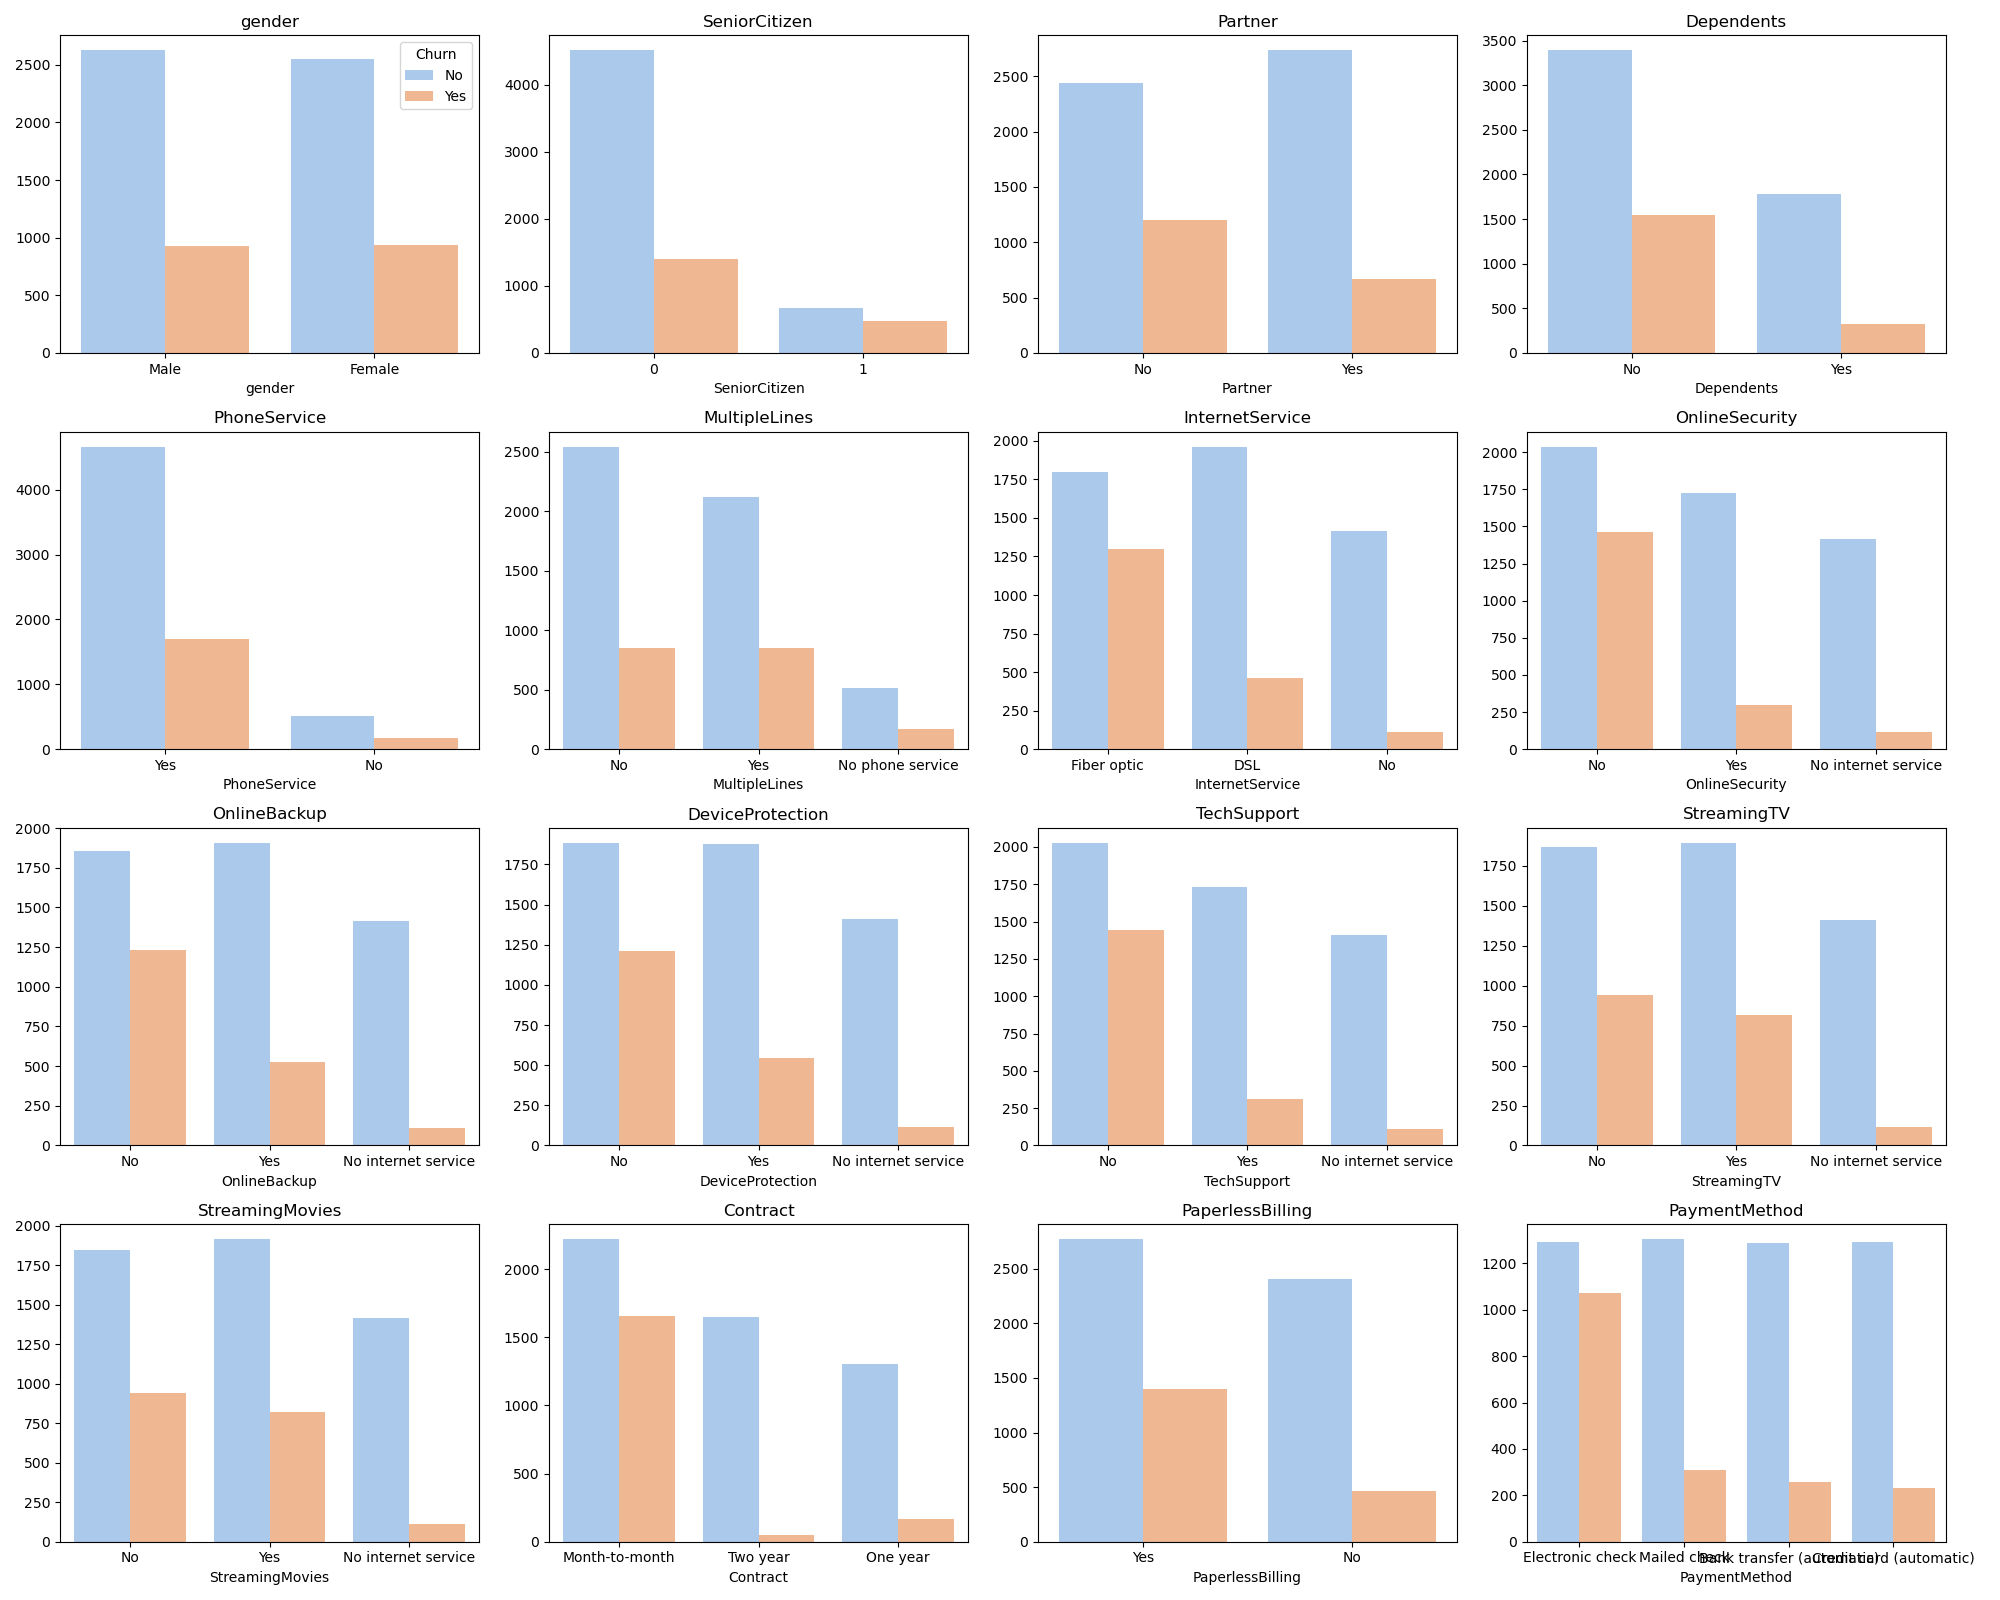 gender
2500
2000
1500
1000
500
0
Churn
No
Yes
Male Female
gender
SeniorCitizen
4000
3000
2000
1000
0
0 1
SeniorCitizen
Partner
2500
2000
1500
1000
500
0
No Yes
Partner
Dependents
3500
3000
2500
2000
1500
1000
500
0
No Yes
Dependents
PhoneService
4000
3000
2000
1000
0
Yes No
PhoneService
MultipleLines
2500
2000
1500
1000
500
0
No Yes No phone service
MultipleLines
InternetService
2000
1750
1500
1250
1000
750
500
250
0
Fiber optic DSL No
InternetService
OnlineSecurity
2000
1750
1500
1250
1000
750
500
250
0
No Yes No internet service
OnlineSecurity
OnlineBackup
2000
1750
1500
1250
1000
750
500
250
0
No Yes No internet service
OnlineBackup
DeviceProtection
1750
1500
1250
1000
750
500
250
0
No Yes No internet service
DeviceProtection
TechSupport
2000
1750
1500
1250
1000
750
500
250
0
No Yes No internet service
TechSupport
StreamingTV
1750
1500
1250
1000
750
500
250
0
No Yes No internet service
StreamingTV
StreamingMovies
2000
1750
1500
1250
1000
750
500
250
0
No Yes No internet service
StreamingMovies
Contract
2000
1500
1000
500
0
Month-to-month Two year One year
Contract
PaperlessBilling
2500
2000
1500
1000
500
0
Yes No
PaperlessBilling
PaymentMethod
1200
1000
800
600
400
200
0
Electronic check Mailed check Bank transfer (automatic) Credit card (automatic)
PaymentMethod